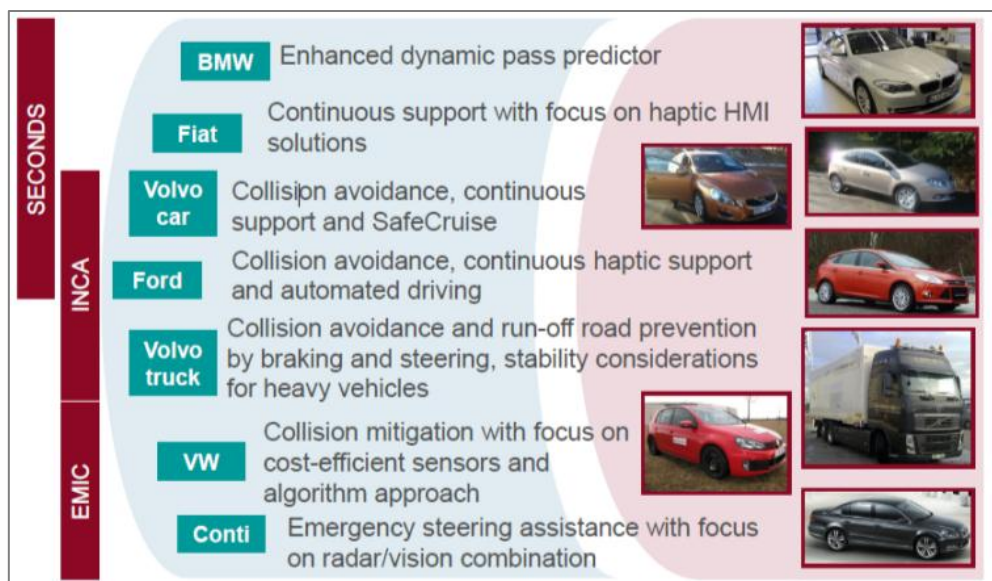 SECONDS
INCA
EMIC
BMW
Enhanced dynamic pass predictor
Fiat
Continuous support with focus on haptic HMI
solutions
Volvo
car
Collision avoidance, continuous
support and SafeCruise
Ford
Collision avoidance, continuous haptic support
and automated driving
Volvo
truck
Collision avoidance and run-off road prevention
by braking and steering, stability considerations
for heavy vehicles
VW
Collision mitigation with focus on
cost-efficient sensors and
algorithm approach
Conti
Emergency steering assistance with focus
on radar/vision combination